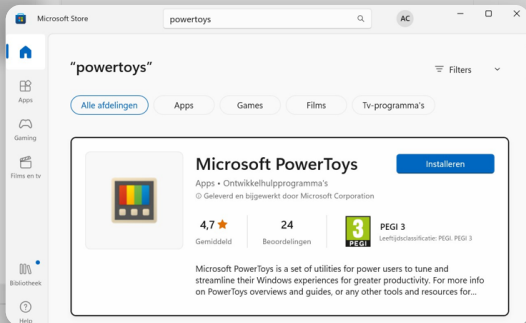 Microsoft Store
powertoys
AC
"powertoys"
Filters
Alle afdelingen
Apps
Games
Films
Tv-programma's
Apps
Gaming
Films en tv
Bibliotheek
Help
Microsoft PowerToys
Installeren
Apps • Ontwikkelhulpprogramma's
Geleverd en bijgewerkt door Microsoft Corporation
4,7
Gemiddeld
24
Beoordelingen
3
PEGI
PEGI 3
Leeftijdsclassificatie: PEGI. PEGI 3
Microsoft PowerToys is a set of utilities for power users to tune and
streamline their Windows experiences for greater productivity. For more info
on PowerToys overviews and guides, or any other tools and resources for...